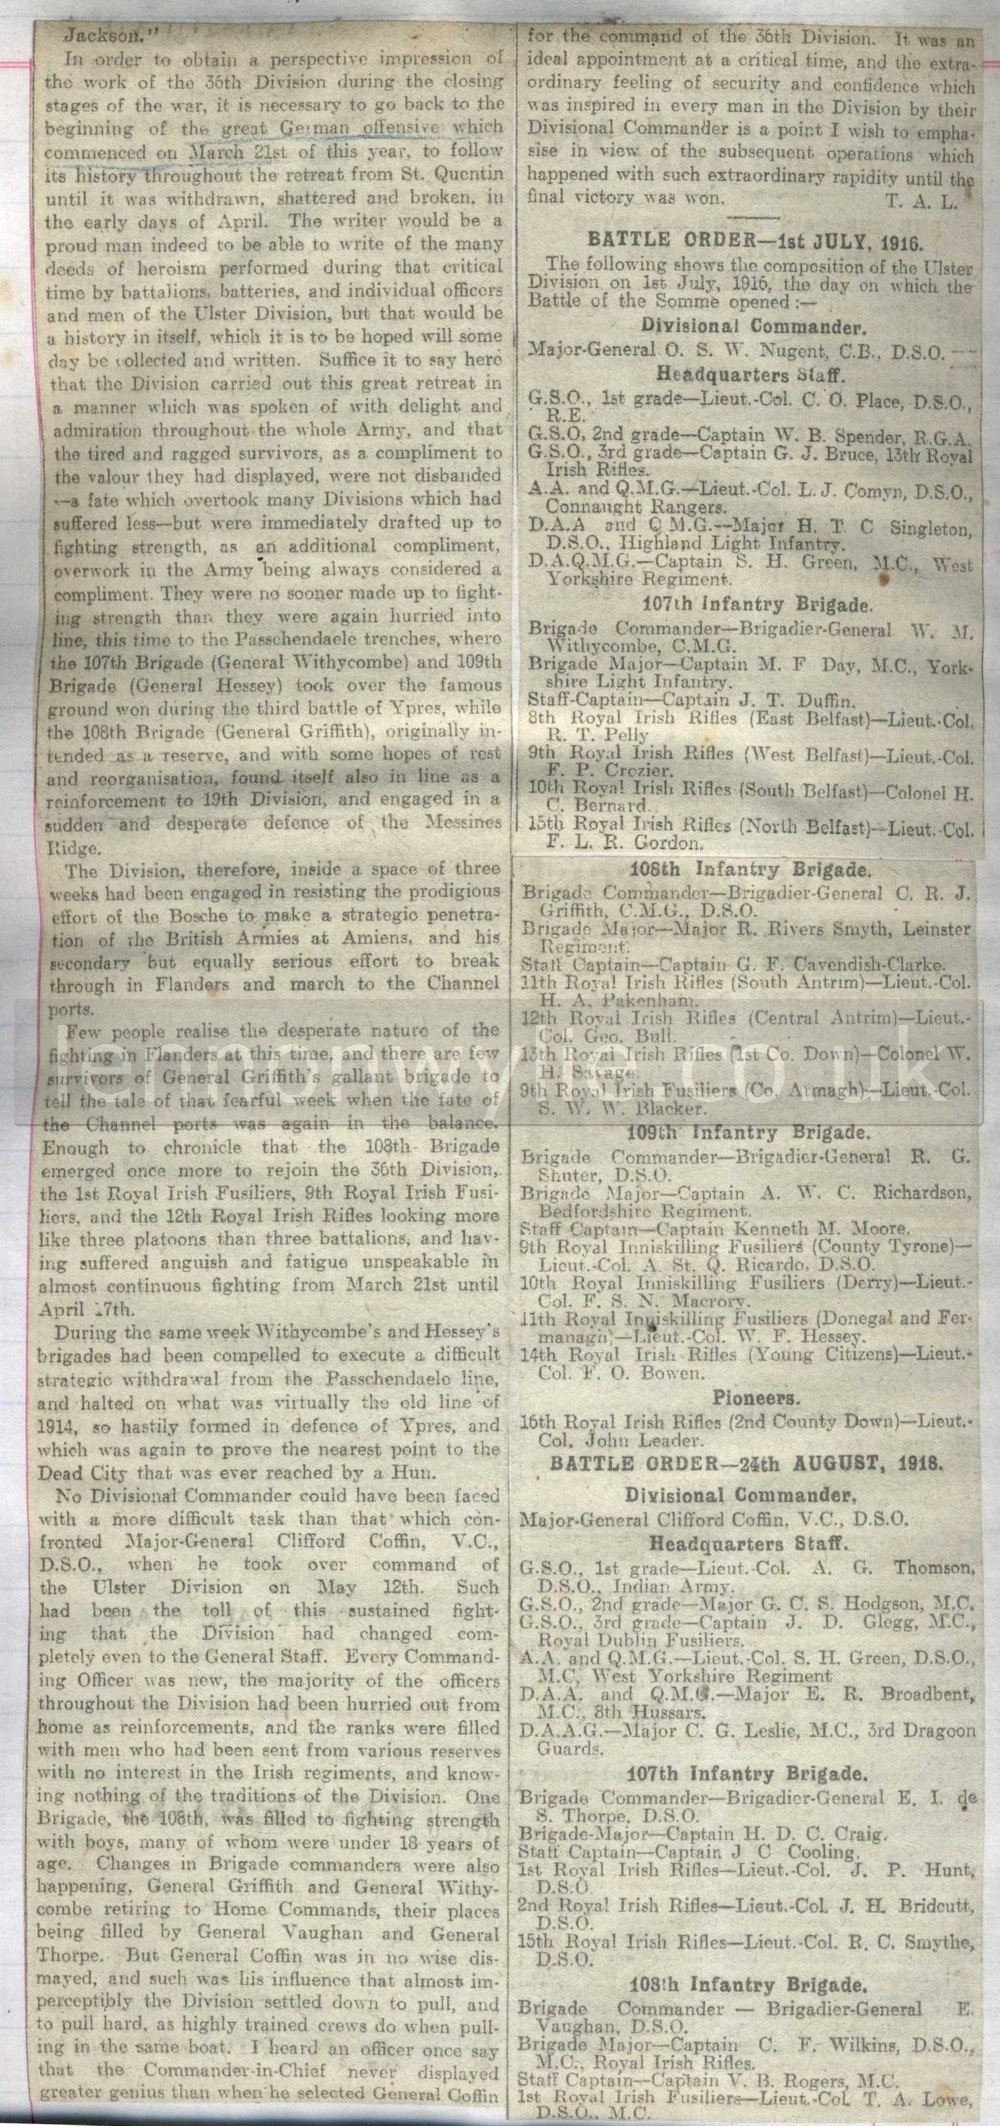 Jackson."
In order to obtain a perspective impression of
the work of the 36th Division during the closing
stages of the war, it is necessary to go back to the
beginning of the great German offensive which
commenced on March 21st of this year, to follow
its history throughout the retreat from St. Quentin
until it was withdrawn, shattered and broken, in
the early days of April. The writer would be a
proud man indeed to be able to write of the many
deeds of heroism performed during that critical
time by battalions, batteries, and individual officers
and men of the Ulster Division, but that would be
a history in itself, which it is to be hoped will some
day be collected and written. Suffice it to say here
that the Division carried out this great retreat in
a manner which was spoken of with delight and
admiration throughout the whole Army, and that
the tired and ragged survivors, as a compliment to
the valour they had displayed, were not disbanded
—a fate which overtook many Divisions which had
suffered less—but were immediately drafted up to
fighting strength, as an additional compliment,
overwork in the Army being always considered a
compliment. They were no sooner made up to fight-
ing strength than they were again hurried into
line, this time to the Passchendaele trenches, where
the 107th Brigade (General Withycombe) and 109th
Brigade (General Hessey) took over the famous
ground won during the third battle of Ypres, while
the 108th Brigade (General Griffith), originally in-
tended as a reserve, and with some hopes of rest
and reorganisation, found itself also in line as a
reinforcement to 19th Division, and engaged in a
sudden and desperate defence of the Messines
Ridge.
The Division, therefore, inside a space of three
weeks had been engaged in resisting the prodigious
effort of the Bosche to make a strategic penetra-
tion of the British Armies at Amiens, and his
secondary but equally serious effort to break
through in Flanders and march to the Channel
ports.
Few people realise the desperate nature of the
fighting in Flanders at this time, and there are few
survivors of General Griffith's gallant brigade to
tell the tale of that fearful week when the fate of
the Channel ports was again in the balance.
Enough to chronicle that the 108th Brigade
emerged once more to rejoin the 36th Division,
the 1st Royal Irish Fusiliers, 9th Royal Irish Fusi-
liers, and the 12th Royal Irish Rifles looking more
like three platoons than three battalions, and hav-
ing suffered anguish and fatigue unspeakable in
almost continuous fighting from March 21st until
April 17th.
During the same week Withycombe's and Hessey's
brigades had been compelled to execute a difficult
strategic withdrawal from the Passchendaele line,
and halted on what was virtually the old line of
1914, so hastily formed in defence of Ypres, and
which was again to prove the nearest point to the
Dead City that was ever reached by a Hun.
No Divisional Commander could have been faced
with a more difficult task than that which con-
fronted Major-General Clifford Coffin, V.C.,
D.S.O., when he took over command of
the Ulster Division on May 12th. Such
had been the toll of this sustained fight-
ing that the Division had changed com-
pletely even to the General Staff. Every Command-
ing Officer was new, the majority of the officers
throughout the Division had been hurried out from
home as reinforcements, and the ranks were filled
with men who had been sent from various reserves
with no interest in the Irish regiments, and know-
ing nothing of the traditions of the Division. One
Brigade, the 108th, was filled to fighting strength
with boys, many of whom were under 18 years of
age. Changes in Brigade commanders were also
happening, General Griffith and General Withy-
combe retiring to Home Commands, their places
being filled by General Vaughan and General
Thorpe. But General Coffin was in no wise dis-
mayed, and such was his influence that almost im-
perceptibly the Division settled down to pull, and
to pull hard, as highly trained crews do when pull-
ing in the same boat. I heard an officer once say
that the Commander-in-Chief never displayed
greater genius than when he selected General Coffin
for the command of the 36th Division. It was an
ideal appointment at a critical time, and the extra-
ordinary feeling of security and confidence which
was inspired in every man in the Division by their
Divisional Commander is a point I wish to empha-
sise in view of the subsequent operations which
happened with such extraordinary rapidity until the
final victory was won. T. A. L.
BATTLE ORDER—1st JULY, 1916.
The following shows the composition of the Ulster
Division on 1st July, 1916, the day on which the
Battle of the Somme opened :—
Divisional Commander.
Major-General O. S. W. Nugent, C.B., D.S.O.
Headquarters Staff.
G.S.O., 1st grade—Lieut.-Col. C. O. Place, D.S.O.,
R.E.
G.S.O, 2nd grade—Captain W. B. Spender, R.G.A.
G.S.O., 3rd grade—Captain G. J. Bruce, 13th Royal
Irish Rifles.
A.A. and Q.M.G.—Lieut.-Col. L. J. Comyn, D.S.O.,
Connaught Rangers.
D.A.A and Q M.G.—Major H. T C Singleton,
D.S.O., Highland Light Infantry.
D.A.Q.M.G.—Captain S. H. Green, M.C., West
Yorkshire Regiment.
107th Infantry Brigade.
Brigade Commander—Brigadier-General W. M.
Withycombe, C.M.G.
Brigade Major—Captain M. F Day, M.C., York-
shire Light Infantry.
Staff-Captain—Captain J. T. Duffin.
8th Royal Irish Rifles (East Belfast)—Lieut.-Col.
R. T. Pelly
9th Royal Irish Rifles (West Belfast)—Lieut.-Col.
F. P. Crozier.
10th Royal Irish Rifles (South Belfast)—Colonel H.
C. Bernard.
15th Royal Irish Rifles (North Belfast)—Lieut.-Col.
F. L. R. Gordon.
108th Infantry Brigade.
Brigade Commander—Brigadier-General C. R. J.
Griffith, C.M.G., D.S.O.
Brigade Major—Major R. Rivers Smyth, Leinster
Regiment.
Staff Captain—Captain G. F. Cavendish-Clarke.
11th Royal Irish Rifles (South Antrim)—Lieut.-Col.
H. A. Pakenham.
12th Royal Irish Rifles (Central Antrim)—Lieut.-
Col. Geo. Bull.
13th Royal Irish Rifles (1st Co. Down)—Colonel W.
H. Savage.
9th Royal Irish Fusiliers (Co. Armagh)—Lieut.-Col.
S. W. W. Blacker.
109th Infantry Brigade.
Brigade Commander—Brigadier-General R. G.
Shuter, D.S.O.
Brigade Major—Captain A. W. C. Richardson,
Bedfordshire Regiment.
Staff Captain—Captain Kenneth M. Moore.
9th Royal Inniskilling Fusiliers (County Tyrone)—
Lieut.-Col. A. St. Q. Ricardo, D.S.O.
10th Royal Inniskilling Fusiliers (Derry)—Lieut.-
Col. F. S. N. Macrory.
11th Royal Inniskilling Fusiliers (Donegal and Fer-
managh)—Lieut.-Col. W. F. Hessey.
14th Royal Irish Rifles (Young Citizens)—Lieut.-
Col. F. O. Bowen.
Pioneers.
16th Royal Irish Rifles (2nd County Down)—Lieut.-
Col. John Leader.
BATTLE ORDER—24th AUGUST, 1918.
Divisional Commander,
Major-General Clifford Coffin, V.C., D.S.O.
Headquarters Staff.
G.S.O., 1st grade—Lieut.-Col. A. G. Thomson,
D.S.O., Indian Army.
G.S.O., 2nd grade—Major G. C. S. Hodgson, M.C.
G.S.O., 3rd grade—Captain J. D. Glegg, M.C.,
Royal Dublin Fusiliers.
A.A. and Q.M.G.—Lieut.-Col. S. H. Green, D.S.O.,
M.C, West Yorkshire Regiment
D.A.A. and Q.M.G.—Major E. R. Broadbent,
M.C., 8th Hussars.
D.A.A.G.—Major C. G. Leslie, M.C., 3rd Dragoon
Guards.
107th Infantry Brigade.
Brigade Commander—Brigadier-General E. I. de
S. Thorpe, D.S.O.
Brigade-Major—Captain H. D. C. Craig.
Staff Captain—Captain J C Cooling.
1st Royal Irish Rifles—Lieut.-Col. J. P. Hunt,
D.S.O
2nd Royal Irish Rifles—Lieut.-Col. J. H. Bridcutt,
D.S.O.
15th Royal Irish Rifles—Lieut.-Col. R. C. Smythe,
D.S.O.
108th Infantry Brigade.
Brigade Commander — Brigadier-General E.
Vaughan, D.S.O.
Brigade Major—Captain C. F. Wilkins, D.S.O.,
M.C., Royal Irish Rifles.
Staff Captain—Captain V. B. Rogers, M.C.
1st Royal Irish Fusiliers—Lieut.-Col. T. A. Lowe,
D.S.O., M.C.